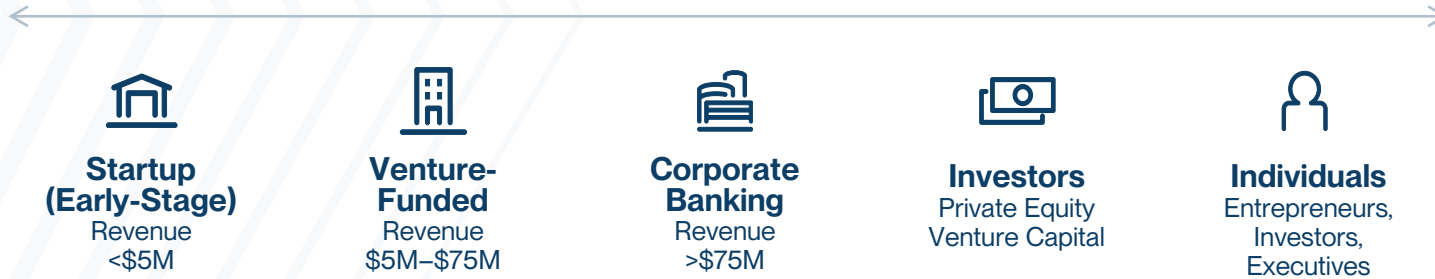 Startup
(Early-Stage)
Revenue
<$5M
Venture-
Funded
Revenue
$5M–$75M
Corporate
Banking
Revenue
>$75M
Investors
Private Equity
Venture Capital
Individuals
Entrepreneurs,
Investors,
Executives